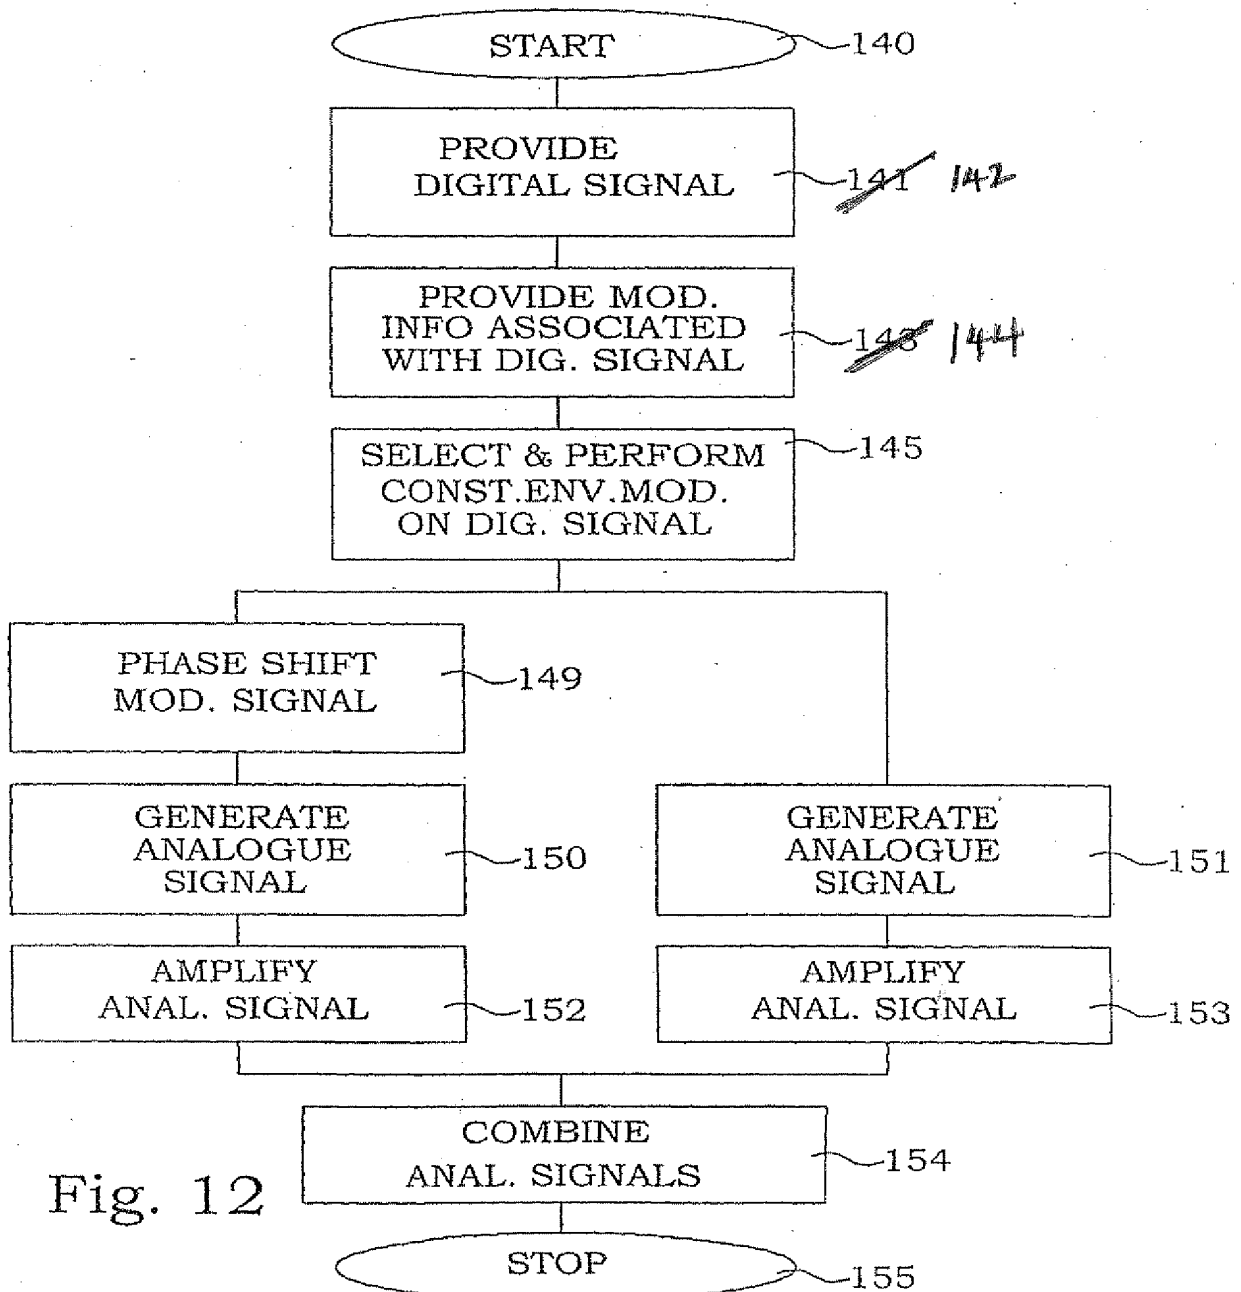 START
140
PROVIDE
DIGITAL SIGNAL
141 142
PROVIDE MOD.
INFO ASSOCIATED
WITH DIG. SIGNAL
143 144
SELECT & PERFORM
CONST.ENV.MOD.
ON DIG. SIGNAL
145
PHASE SHIFT
MOD. SIGNAL
149
GENERATE
ANALOGUE
SIGNAL
150
GENERATE
ANALOGUE
SIGNAL
151
AMPLIFY
ANAL. SIGNAL
152
AMPLIFY
ANAL. SIGNAL
153
COMBINE
ANAL. SIGNALS
154
Fig. 12
STOP
155